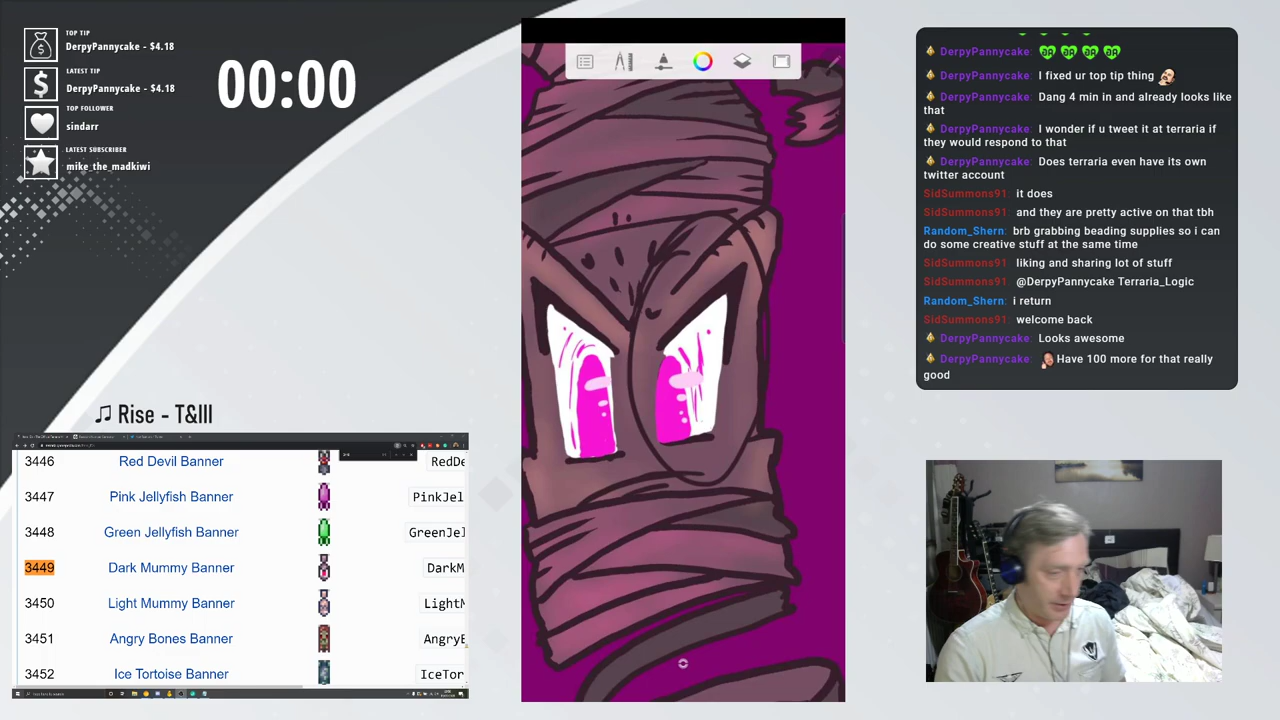 TOP TIP
DerpyPannycake - $4.18
LATEST TIP
DerpyPannycake - $4.18
TOP FOLLOWER
sindarr
LATEST SUBSCRIBER
mike_the_madkiwi
00:00
♫ Rise - T&III
3446 Red Devil Banner RedDe
3447 Pink Jellyfish Banner PinkJel
3448 Green Jellyfish Banner GreenJel
3449 Dark Mummy Banner DarkM
3450 Light Mummy Banner LightM
3451 Angry Bones Banner AngryB
3452 Ice Tortoise Banner IceTor
DerpyPannycake:
DerpyPannycake: I fixed ur top tip thing
DerpyPannycake: Dang 4 min in and already looks like
that
DerpyPannycake: I wonder if u tweet it at terraria if
they would respond to that
DerpyPannycake: Does terraria even have its own
twitter account
SidSummons91: it does
SidSummons91: and they are pretty active on that tbh
Random_Shern: brb grabbing beading supplies so i can
do some creative stuff at the same time
SidSummons91: liking and sharing lot of stuff
SidSummons91: @DerpyPannycake Terraria_Logic
Random_Shern: i return
SidSummons91: welcome back
DerpyPannycake: Looks awesome
DerpyPannycake: Have 100 more for that really
good